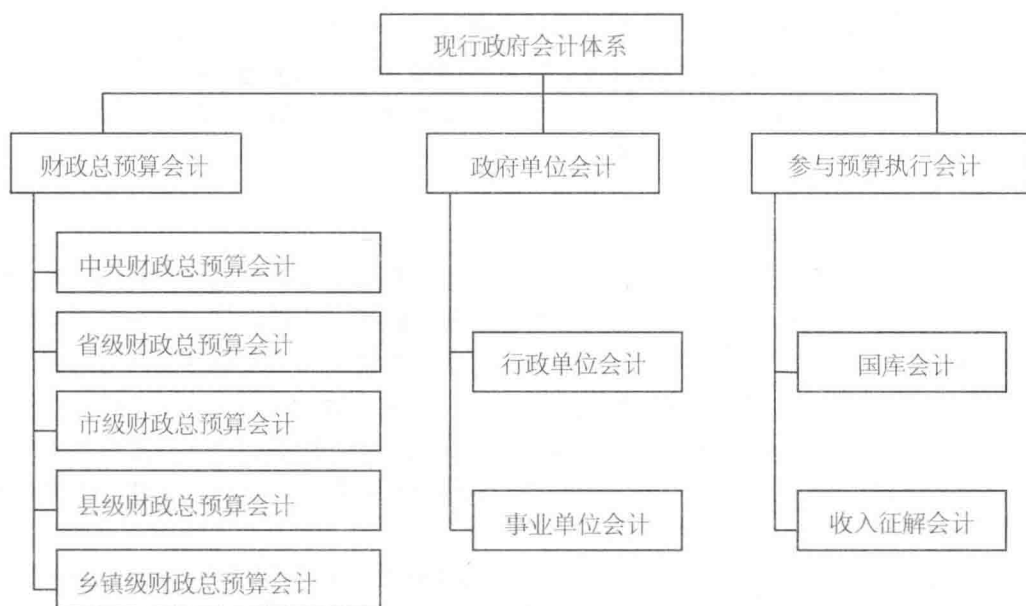 现行政府会计体系
财政总预算会计
政府单位会计
参与预算执行会计
中央财政总预算会计
省级财政总预算会计
市级财政总预算会计
县级财政总预算会计
乡镇级财政总预算会计
行政单位会计
事业单位会计
国库会计
收入征解会计